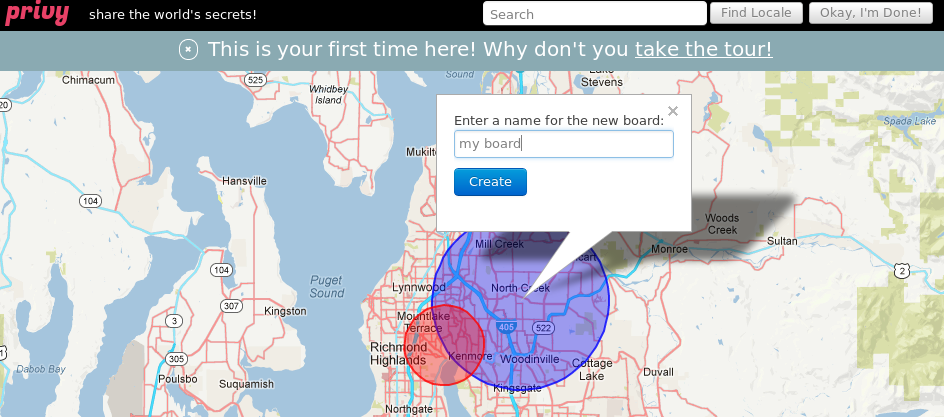 privy share the world's secrets! Search Find Locale Okay, I'm Done!
This is your first time here! Why don't you take the tour!
Chimacum
525
Sound
Lake
Stevens
20
Whidbey
Island
Enter a name for the new board:
my board
Create
Spada Lake
Hansville
104
Woods
Creek
Sultan
Mill Creek
Monroe
104
2
Puget
Sound
Lynnwood
North Creek
307
Kingston
3
Mountlake
Terrace
405
522
Richmond
Highlands
305
Kenmore
Woodinville
Cottage
Lake
Dabob Bay
Poulsbo
Suquamish
Duvall
Kingsgate
Northgate